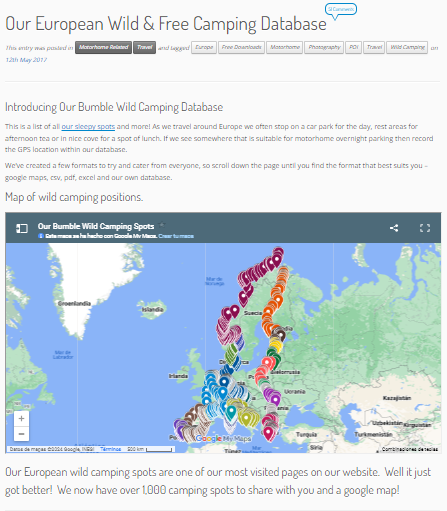 Our European Wild & Free Camping Database
12 Comments
This entry was posted in Motorhome Related Travel and tagged Europe Free Downloads Motorhome Photography POI Travel Wild Camping on
12th May 2017
Introducing Our Bumble Wild Camping Database
This is a list of all our sleepy spots and more! As we travel around Europe we often stop on a car park for the day, rest areas for
afternoon tea or in nice cove for a spot of lunch. If we see somewhere that is suitable for motorhome overnight parking then record
the GPS location within our database.
We've created a few formats to try and cater from everyone, so scroll down the page until you find the format that best suits you –
google maps, csv, pdf, excel and our own database.
Map of wild camping positions.
Our Bumble Wild Camping Spots
Este mapa se ha hecho con Google My Maps. Crear tu mapa
Groenlandia
Mar de
Noruega
Islandia
Suecia
Mar de
Labrador
Irlanda
Bielorrusia
Ucrania
Kazajistán
Uzbekistán
Kirguistán
Turquía
Turkmenistán
Siria
Google My Maps
Datos de mapas ©2024 Google, INEGI
Términos
500 km
Combinaciones de teclas
Our European wild camping spots are one of our most visited pages on our website. Well it just
got better! We now have over 1,000 camping spots to share with you and a google map!